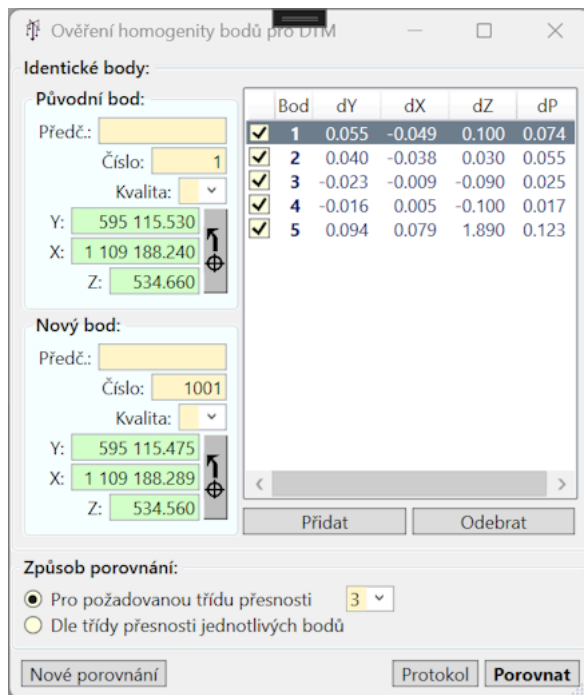 Ověření homogenity bodů pro DTM
Identické body:
Původní bod:
Předč.:
Číslo: 1
Kvalita:
Y: 595 115.530
X: 1 109 188.240
Z: 534.660
Nový bod:
Předč.:
Číslo: 1001
Kvalita:
Y: 595 115.475
X: 1 109 188.289
Z: 534.560
Bod dY dX dZ dP
1 0.055 -0.049 0.100 0.074
2 0.040 -0.038 0.030 0.055
3 -0.023 -0.009 -0.090 0.025
4 -0.016 0.005 -0.100 0.017
5 0.094 0.079 1.890 0.123
Přidat Odebrat
Způsob porovnání:
Pro požadovanou třídu přesnosti 3
Dle třídy přesnosti jednotlivých bodů
Nové porovnání Protokol Porovnat